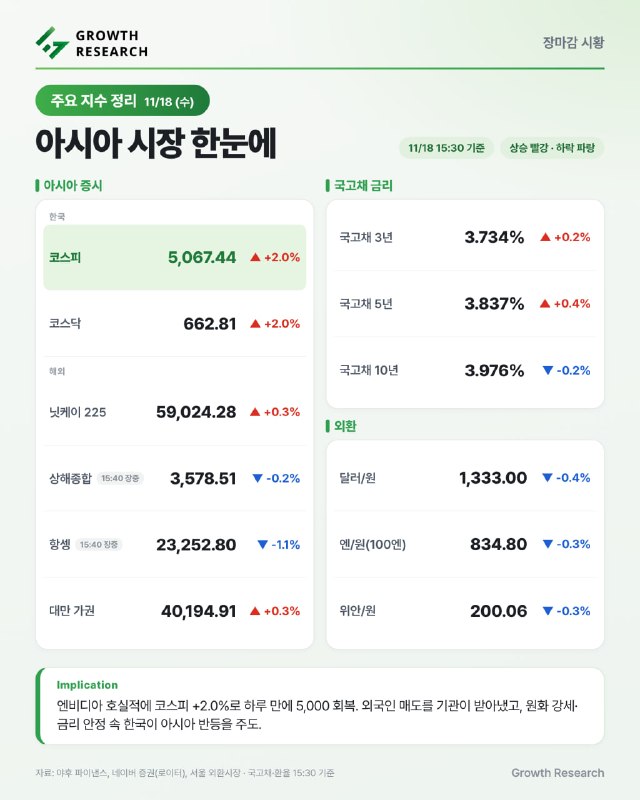 GROWTH
RESEARCH
장마감 시황
주요 지수 정리 11/18 (수)
아시아 시장 한눈에
11/18 15:30 기준
상승 빨강 · 하락 파랑
아시아 증시
한국
코스피 5,067.44 ▲ +2.0%
코스닥 662.81 ▲ +2.0%
해외
닛케이 225 59,024.28 ▲ +0.3%
상해종합 15:40 장중 3,578.51 ▼ -0.2%
항셍 15:40 장중 23,252.80 ▼ -1.1%
대만 가권 40,194.91 ▲ +0.3%
국고채 금리
국고채 3년 3.734% ▲ +0.2%
국고채 5년 3.837% ▲ +0.4%
국고채 10년 3.976% ▼ -0.2%
외환
달러/원 1,333.00 ▼ -0.4%
엔/원(100엔) 834.80 ▼ -0.3%
위안/원 200.06 ▼ -0.3%
Implication
엔비디아 호실적에 코스피 +2.0%로 하루 만에 5,000 회복. 외국인 매도를 기관이 받아냈고, 원화 강세·
금리 안정 속 한국이 아시아 반등을 주도.
자료: 야후 파이낸스, 네이버 증권(로이터), 서울 외환시장 · 국고채·환율 15:30 기준
Growth Research